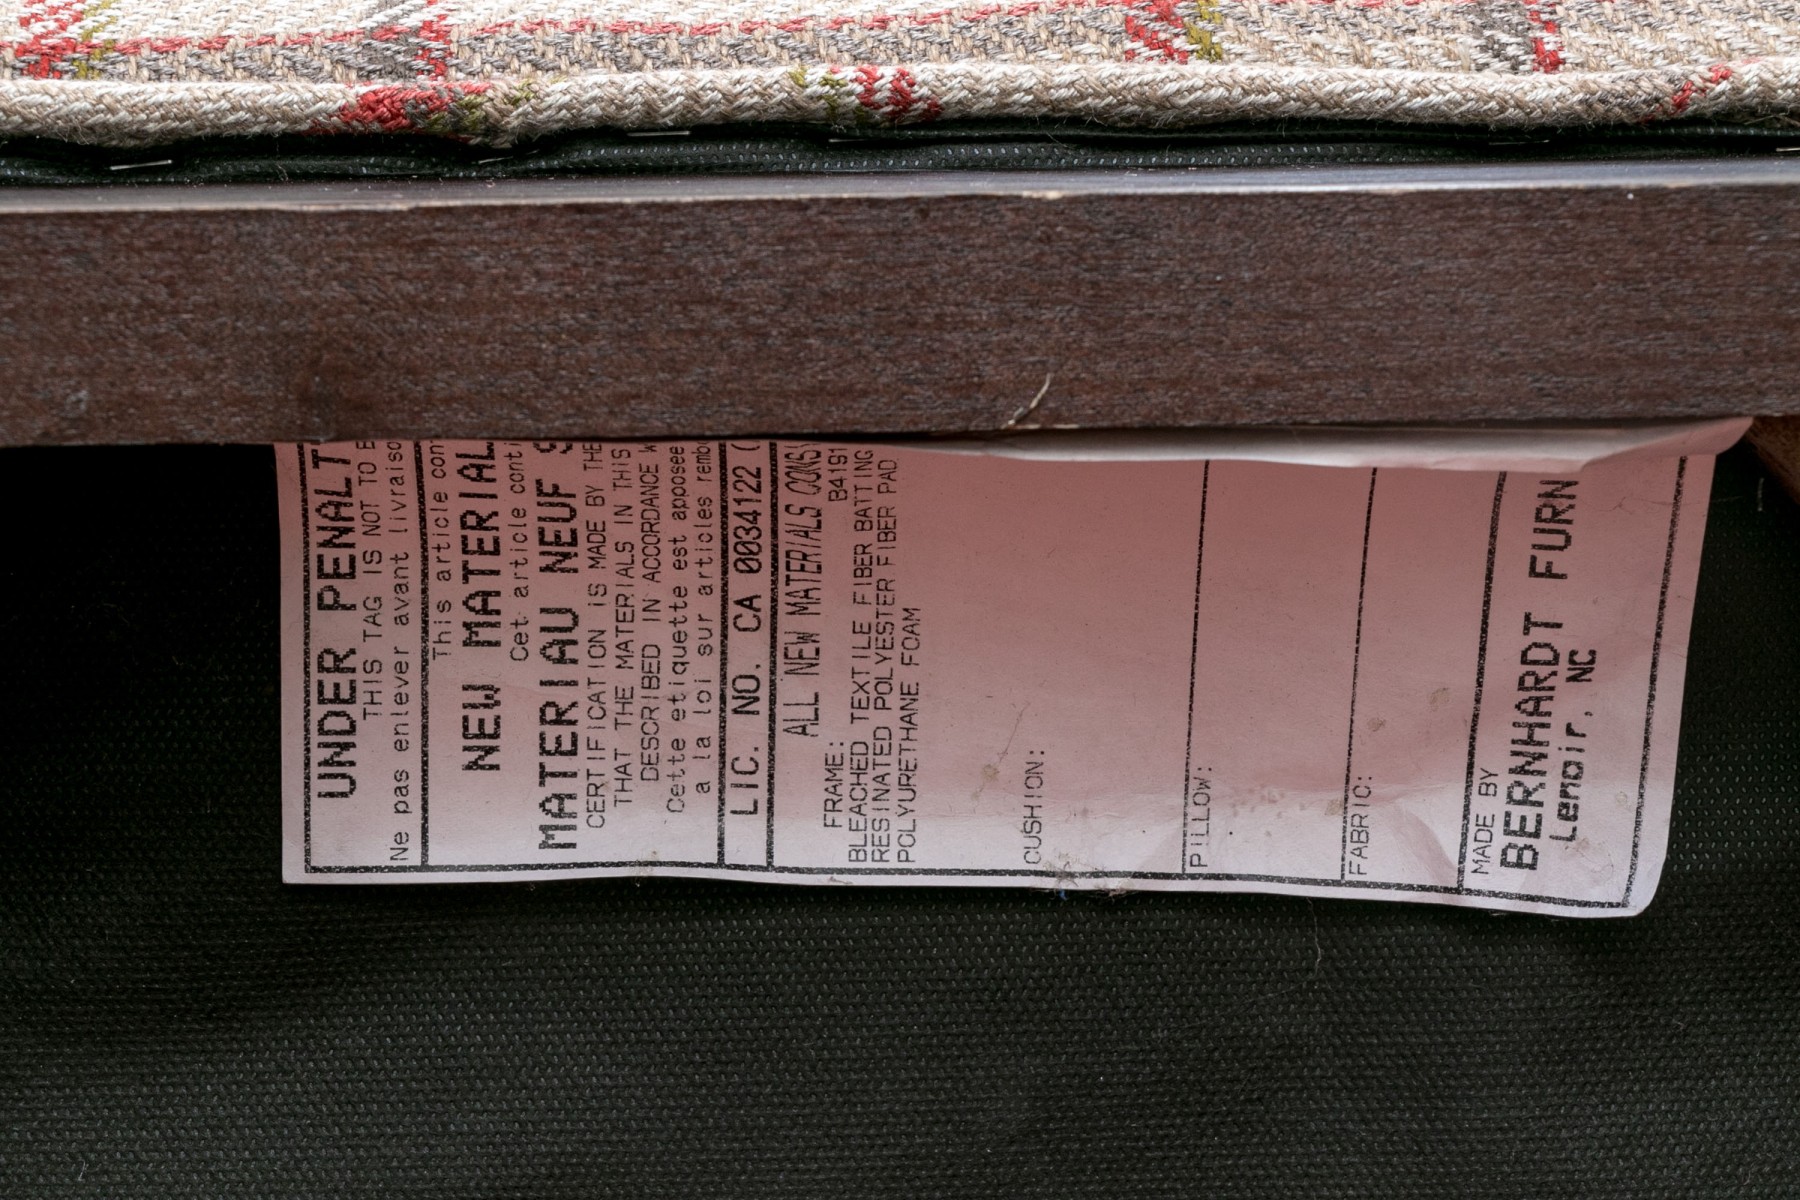 UNDER PENALT
THIS TAG IS NOT TO
Ne pas enlever avant livraiso
This article con
NEW MATERIAL
Cet article conti
MATERIAU NEUF
CERTIFICATION IS MADE BY THE
THAT THE MATERIALS IN THIS
DESCRIBED IN ACCORDANCE W
Cette etiquette est apposee
a la loi sur articles remb
LIC. NO. CA 0034122 (
ALL NEW MATERIALS CONSI
FRAME: B4191
BLEACHED TEXTILE FIBER BATTING
RESINATED POLYESTER FIBER PAD
POLYURETHANE FOAM
CUSHION:
PILLOW:
FABRIC:
MADE BY
BERNHARDT FURN
Lenoir, NC